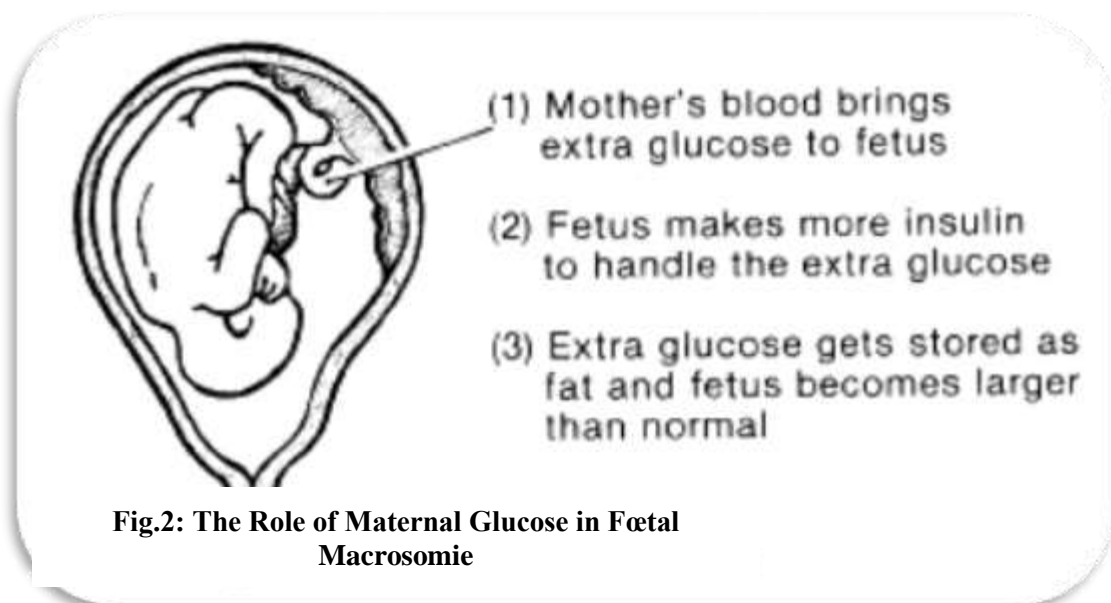 (1) Mother's blood brings
extra glucose to fetus
(2) Fetus makes more insulin
to handle the extra glucose
(3) Extra glucose gets stored as
fat and fetus becomes larger
than normal
Fig.2: The Role of Maternal Glucose in Fœtal
Macrosomie